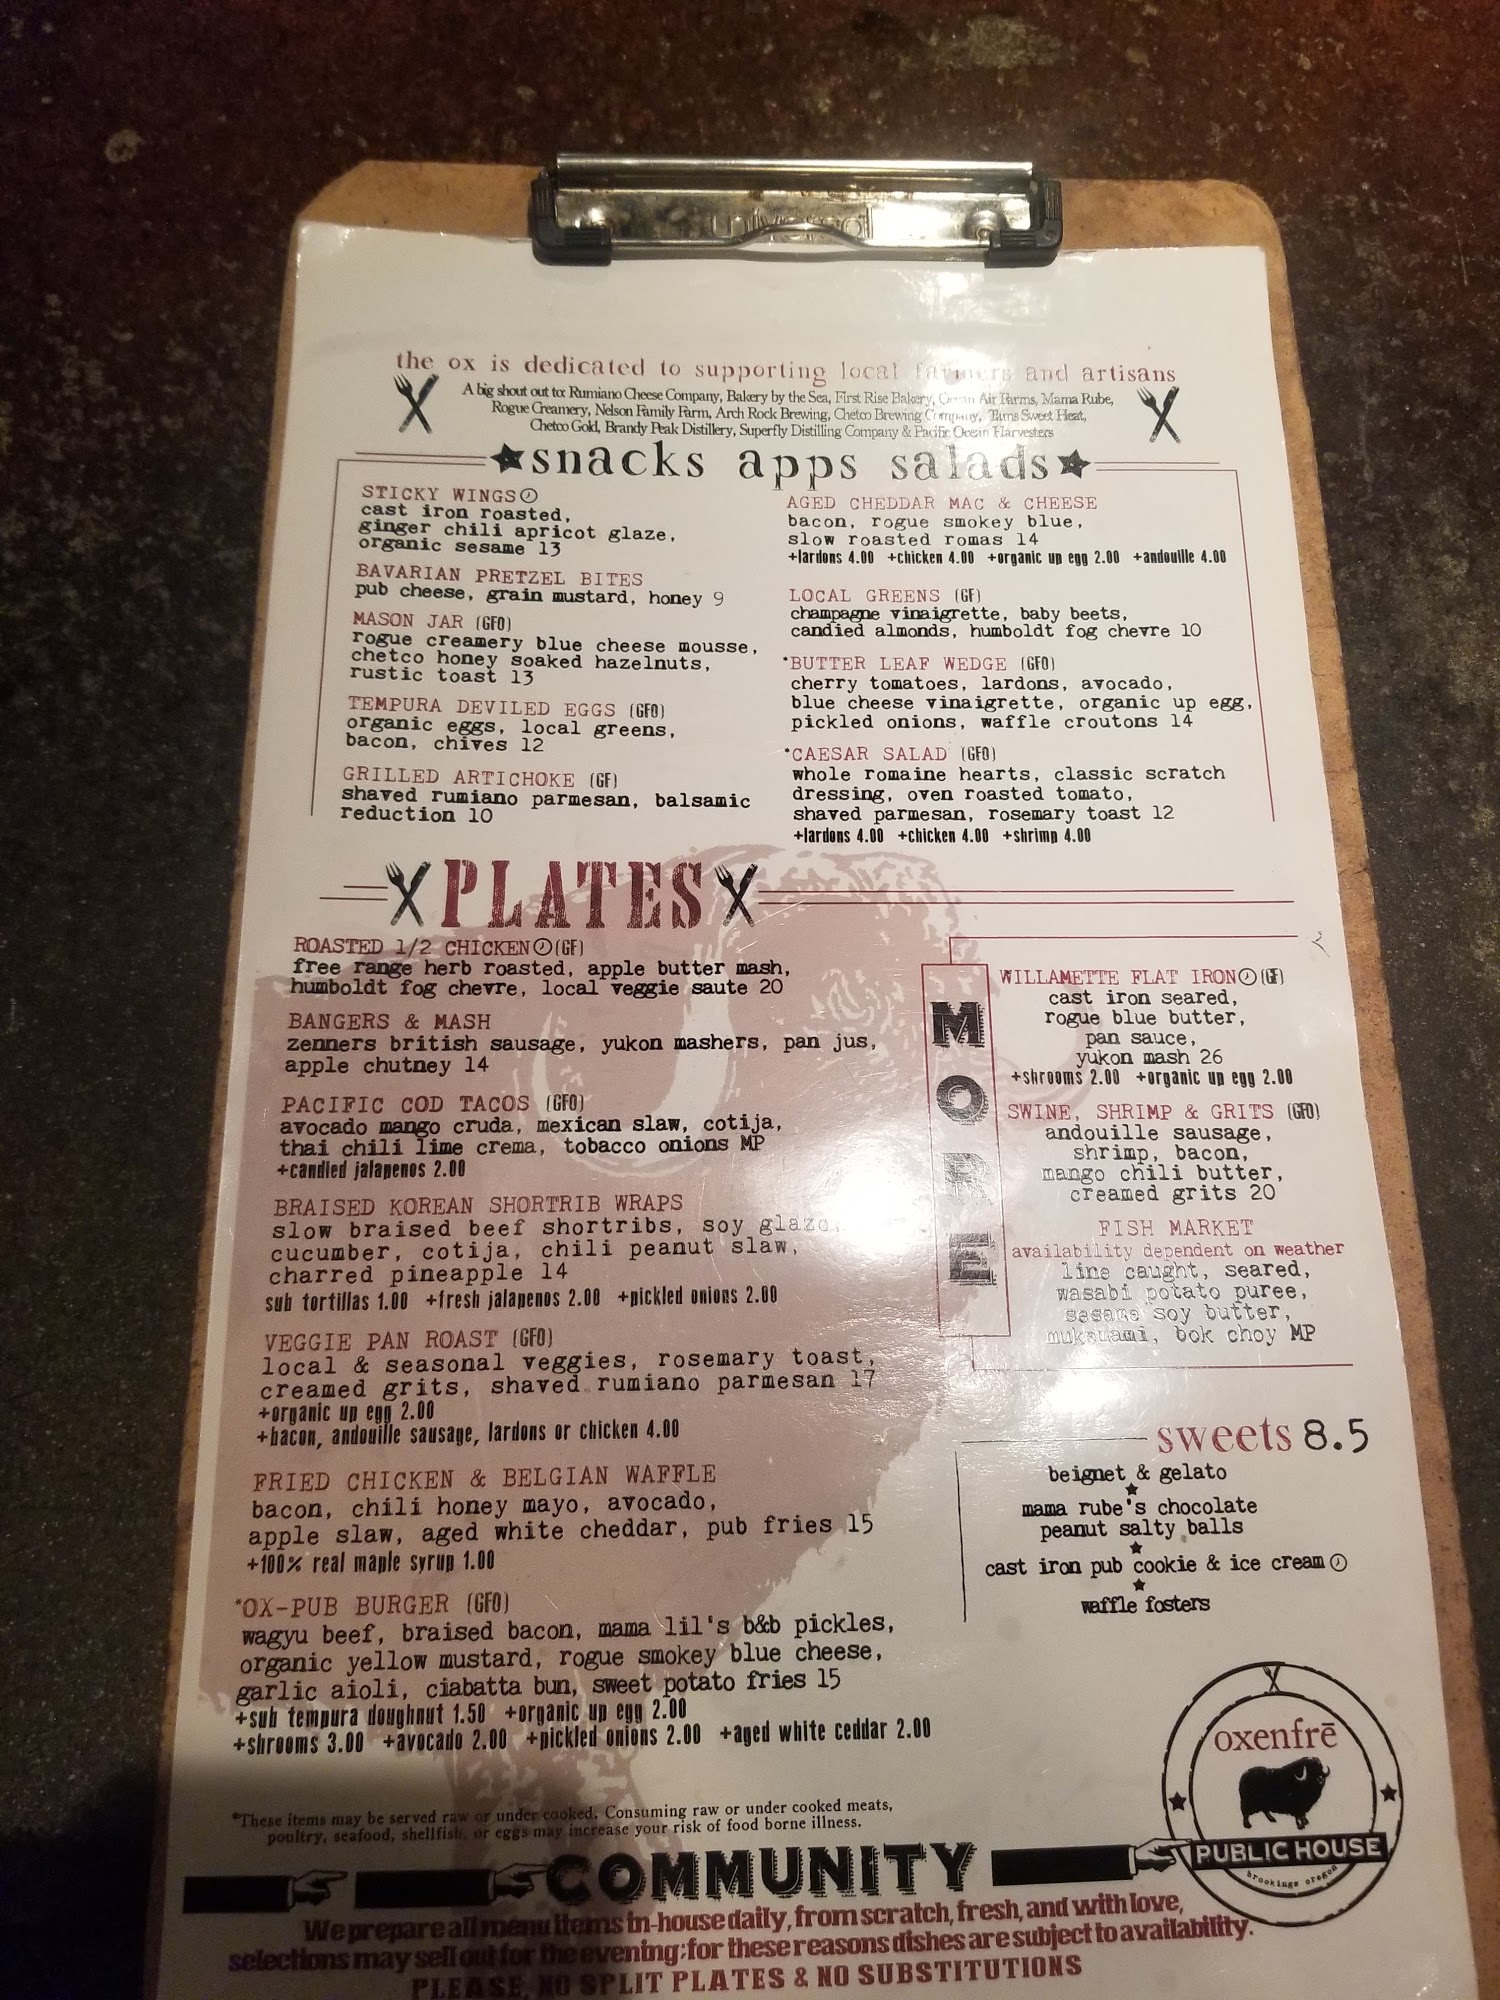 universal
the ox is dedicated to supporting local farmers and artisans
A big shout out to: Rumiano Cheese Company, Bakery by the Sea, First Rise Bakery, Ocean Air Farms, Mama Rube,
Rogue Creamery, Nelson Family Farm, Arch Rock Brewing, Chetco Brewing Company, Tams Sweet Heat,
Chetco Gold, Brandy Peak Distillery, Superfly Distilling Company & Pacific Ocean Harvesters
snacks apps salads
STICKY WINGS
cast iron roasted,
ginger chili apricot glaze,
organic sesame 13
BAVARIAN PRETZEL BITES
pub cheese, grain mustard, honey 9
MASON JAR (GFO)
rogue creamery blue cheese mousse,
chetco honey soaked hazelnuts,
rustic toast 13
TEMPURA DEVILED EGGS (GFO)
organic eggs, local greens,
bacon, chives 12
GRILLED ARTICHOKE (GF)
shaved rumiano parmesan, balsamic
reduction 10
AGED CHEDDAR MAC & CHEESE
bacon, rogue smokey blue,
slow roasted romas 14
+lardons 4.00 +chicken 4.00 +organic up egg 2.00 +andouille 4.00
LOCAL GREENS (GF)
champagne vinaigrette, baby beets,
candied almonds, humboldt fog chevre 10
*BUTTER LEAF WEDGE (GFO)
cherry tomatoes, lardons, avocado,
blue cheese vinaigrette, organic up egg,
pickled onions, waffle croutons 14
*CAESAR SALAD (GFO)
whole romaine hearts, classic scratch
dressing, oven roasted tomato,
shaved parmesan, rosemary toast 12
+lardons 4.00 +chicken 4.00 +shrimp 4.00
PLATES
ROASTED 1/2 CHICKEN (GF)
free range herb roasted, apple butter mash,
humboldt fog chevre, local veggie saute 20
BANGERS & MASH
zenners british sausage, yukon mashers, pan jus,
apple chutney 14
PACIFIC COD TACOS (GFO)
avocado mango cruda, mexican slaw, cotija,
thai chili lime crema, tobacco onions MP
+candied jalapenos 2.00
BRAISED KOREAN SHORTRIB WRAPS
slow braised beef shortribs, soy glaze,
cucumber, cotija, chili peanut slaw,
charred pineapple 14
sub tortillas 1.00 +fresh jalapenos 2.00 +pickled onions 2.00
VEGGIE PAN ROAST (GFO)
local & seasonal veggies, rosemary toast,
creamed grits, shaved rumiano parmesan 17
+organic up egg 2.00
+bacon, andouille sausage, lardons or chicken 4.00
FRIED CHICKEN & BELGIAN WAFFLE
bacon, chili honey mayo, avocado,
apple slaw, aged white cheddar, pub fries 15
+100% real maple syrup 1.00
*OX-PUB BURGER (GFO)
wagyu beef, braised bacon, mama lil's b&b pickles,
organic yellow mustard, rogue smokey blue cheese,
garlic aioli, ciabatta bun, sweet potato fries 15
+sub tempura doughnut 1.50 +organic up egg 2.00
+shrooms 3.00 +avocado 2.00 +pickled onions 2.00 +aged white ceddar 2.00
MORE
WILLAMETTE FLAT IRON (GF)
cast iron seared,
rogue blue butter,
pan sauce,
yukon mash 26
+shrooms 2.00 +organic up egg 2.00
SWINE, SHRIMP & GRITS (GFO)
andouille sausage,
shrimp, bacon,
mango chili butter,
creamed grits 20
FISH MARKET
availability dependent on weather
line caught, seared,
wasabi potato puree,
sesame soy butter,
bok choy MP
sweets 8.5
beignet & gelato
mama rube's chocolate
peanut salty balls
cast iron pub cookie & ice cream
waffle fosters
oxenfrē
PUBLIC HOUSE
brookings oregon
*These items may be served raw or under cooked. Consuming raw or under cooked meats,
poultry, seafood, shellfish, or eggs may increase your risk of food borne illness.
COMMUNITY
We prepare all menu items in-house daily, from scratch, fresh, and with love,
selections may sell out for the evening; for these reasons dishes are subject to availability.
PLEASE, NO SPLIT PLATES & NO SUBSTITUTIONS